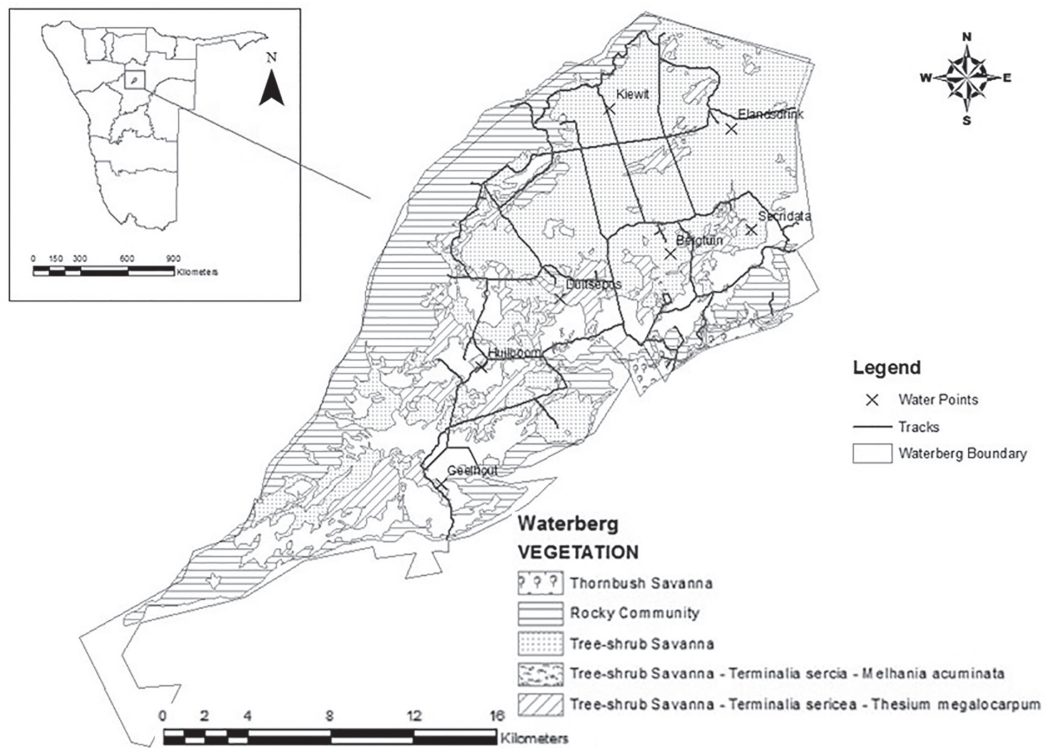 N
0 150 300 600 900
Kilometers
N
W E
S
Kiewit
Elandsdrink
Secridata
Bergtuin
Duitsepos
Huilboom
Geelhout
Legend
Water Points
Tracks
Waterberg Boundary
Waterberg
VEGETATION
Thornbush Savanna
Rocky Community
Tree-shrub Savanna
Tree-shrub Savanna - Terminalia sercia - Melhania acuminata
Tree-shrub Savanna - Terminalia sericea - Thesium megalocarpum
0 2 4 8 12 16
Kilometers